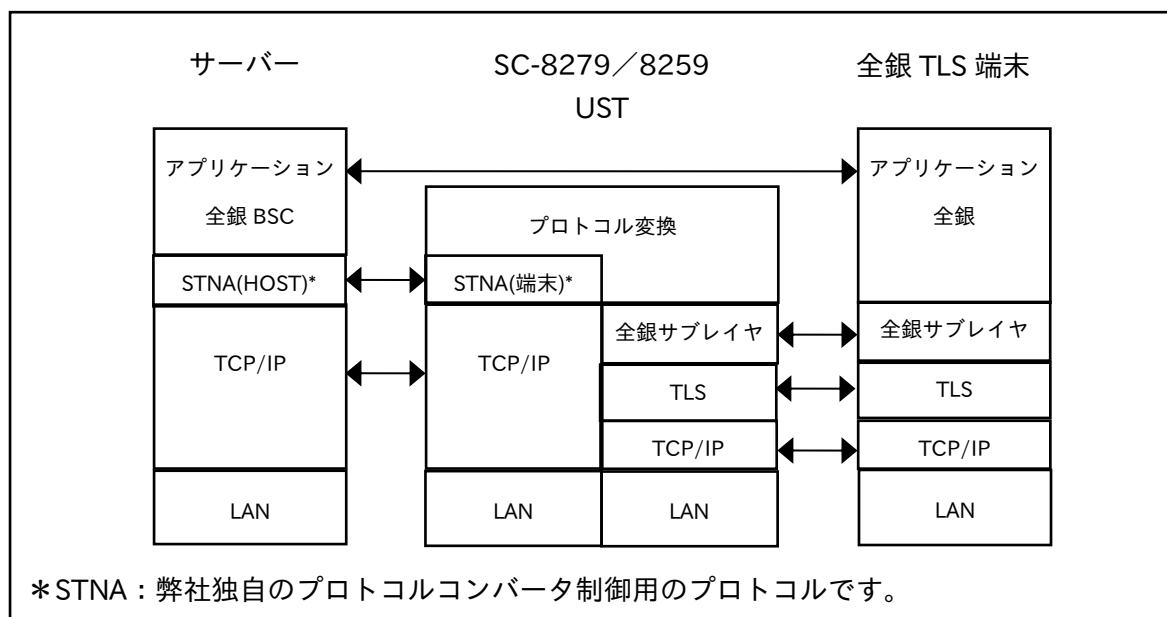 サーバー
SC-8279／8259
UST
全銀 TLS 端末
アプリケーション
全銀 BSC
プロトコル変換
アプリケーション
全銀
STNA(HOST)*
STNA(端末)*
TCP/IP
TCP/IP
全銀サブレイヤ
全銀サブレイヤ
TLS
TLS
TCP/IP
TCP/IP
LAN
LAN
LAN
LAN
＊STNA：弊社独自のプロトコルコンバータ制御用のプロトコルです。